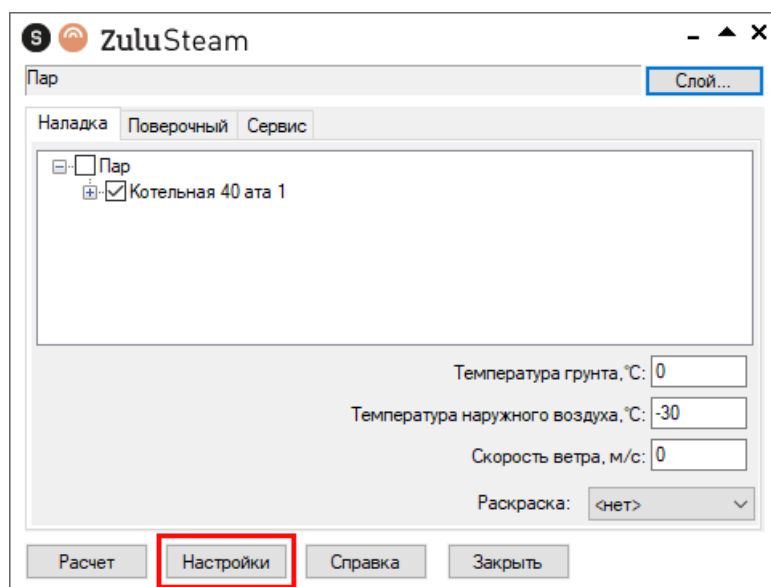 S ZuluSteam
Пар Слой...
Наладка Поверочный Сервис
Пар
Котельная 40 ата 1
Температура грунта,°C: 0
Температура наружного воздуха,°C: -30
Скорость ветра, м/с: 0
Раскраска: <нет>
Расчет Настройки Справка Закрыть